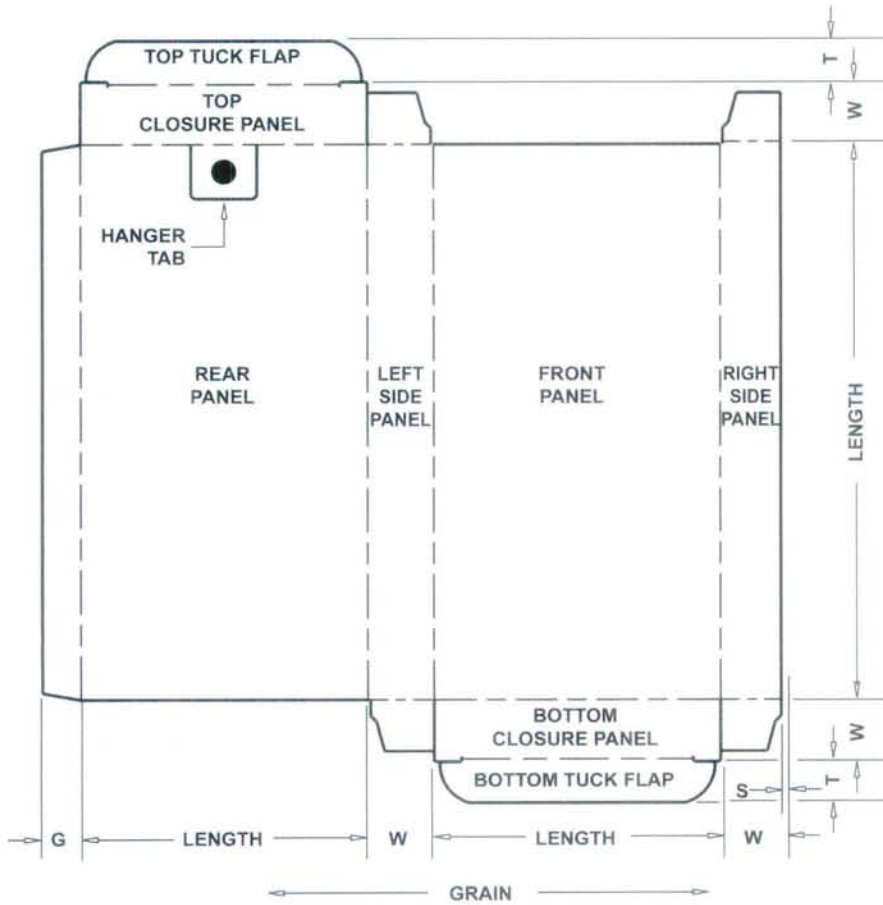 TOP TUCK FLAP
T
TOP
CLOSURE PANEL
W
HANGER
TAB
REAR
PANEL
LEFT
SIDE
PANEL
FRONT
PANEL
RIGHT
SIDE
PANEL
LENGTH
BOTTOM
CLOSURE PANEL
W
BOTTOM TUCK FLAP
S
T
G
LENGTH
W
LENGTH
W
GRAIN